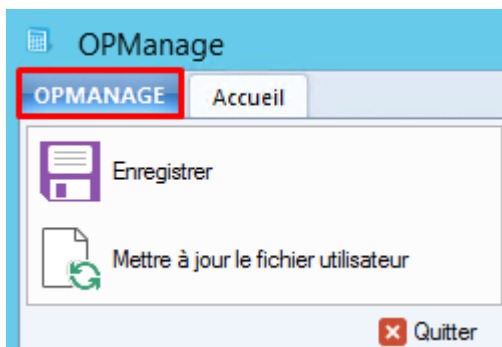 OPManage
OPMANAGE Accueil
Enregistrer
Mettre à jour le fichier utilisateur
Quitter